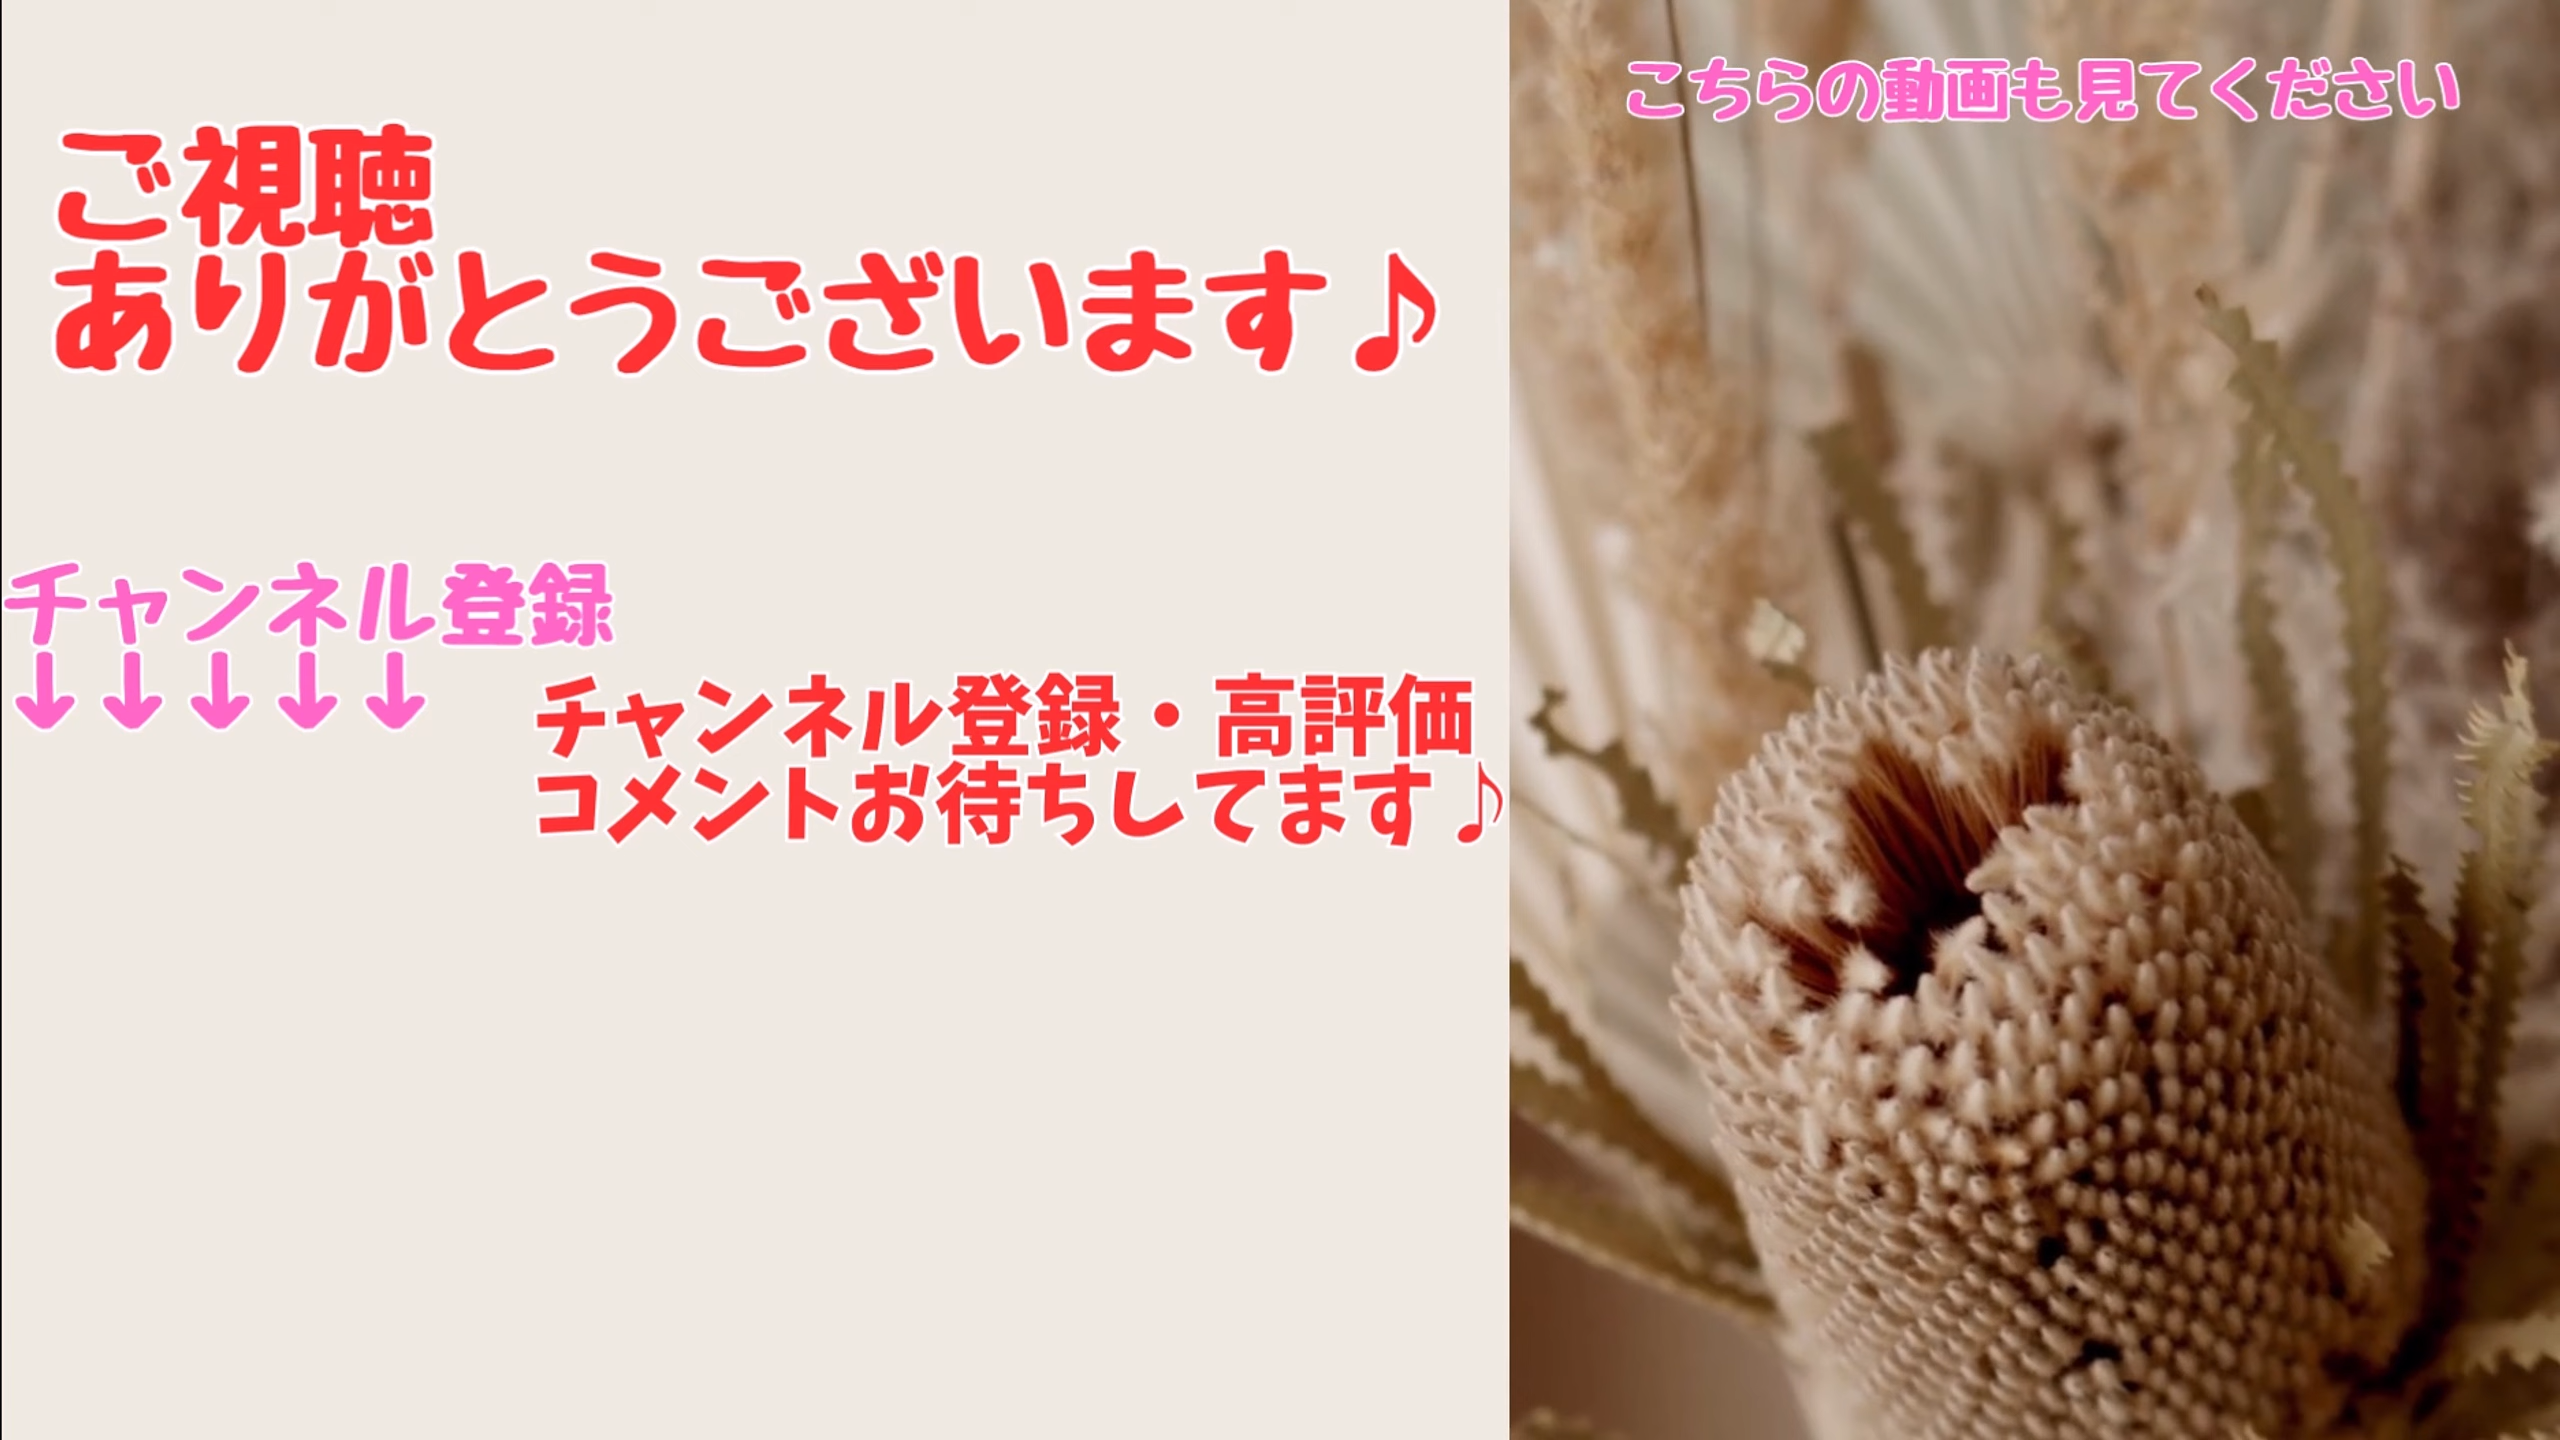 ご視聴
ありがとうございます♪
チャンネル登録
↓↓↓↓↓
チャンネル登録・高評価
コメントお待ちしてます♪
こちらの動画も見てください